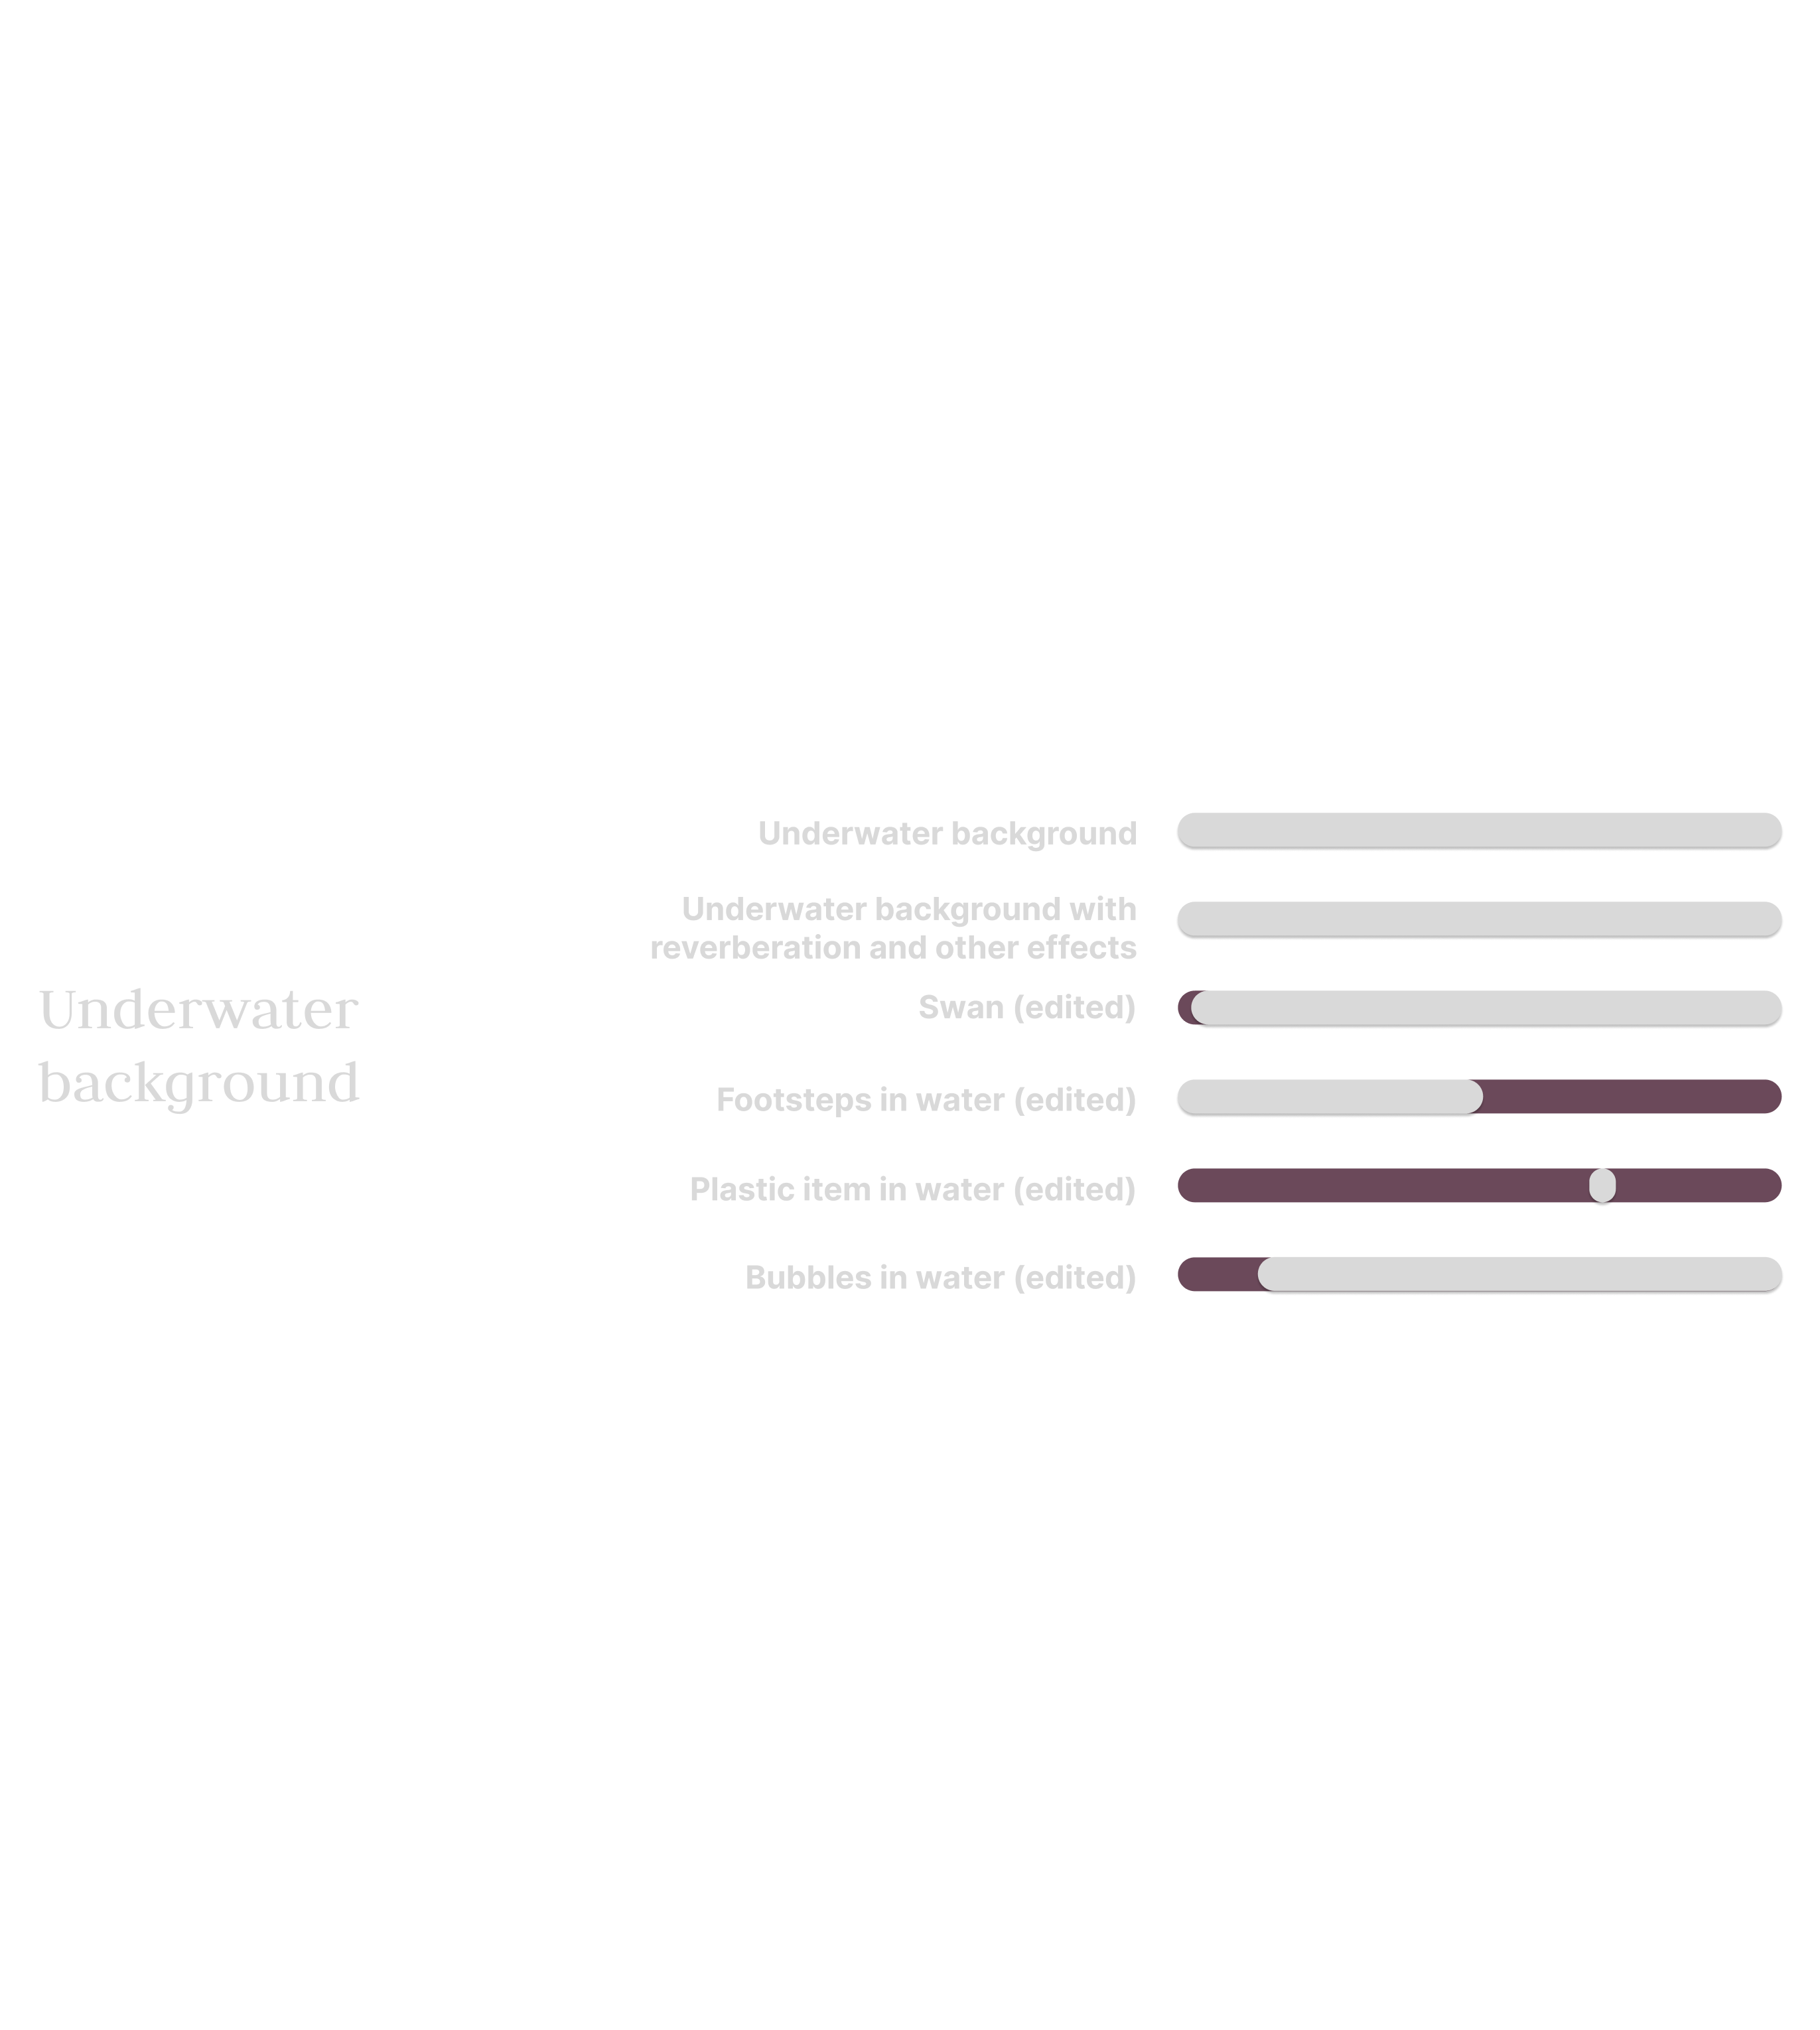 Underwater background
Underwater background with
reverberation and other effects
Swan (edited)
Underwater
background
Footsteps in water (edited)
Plastic item in water (edited)
Bubbles in water (edited)